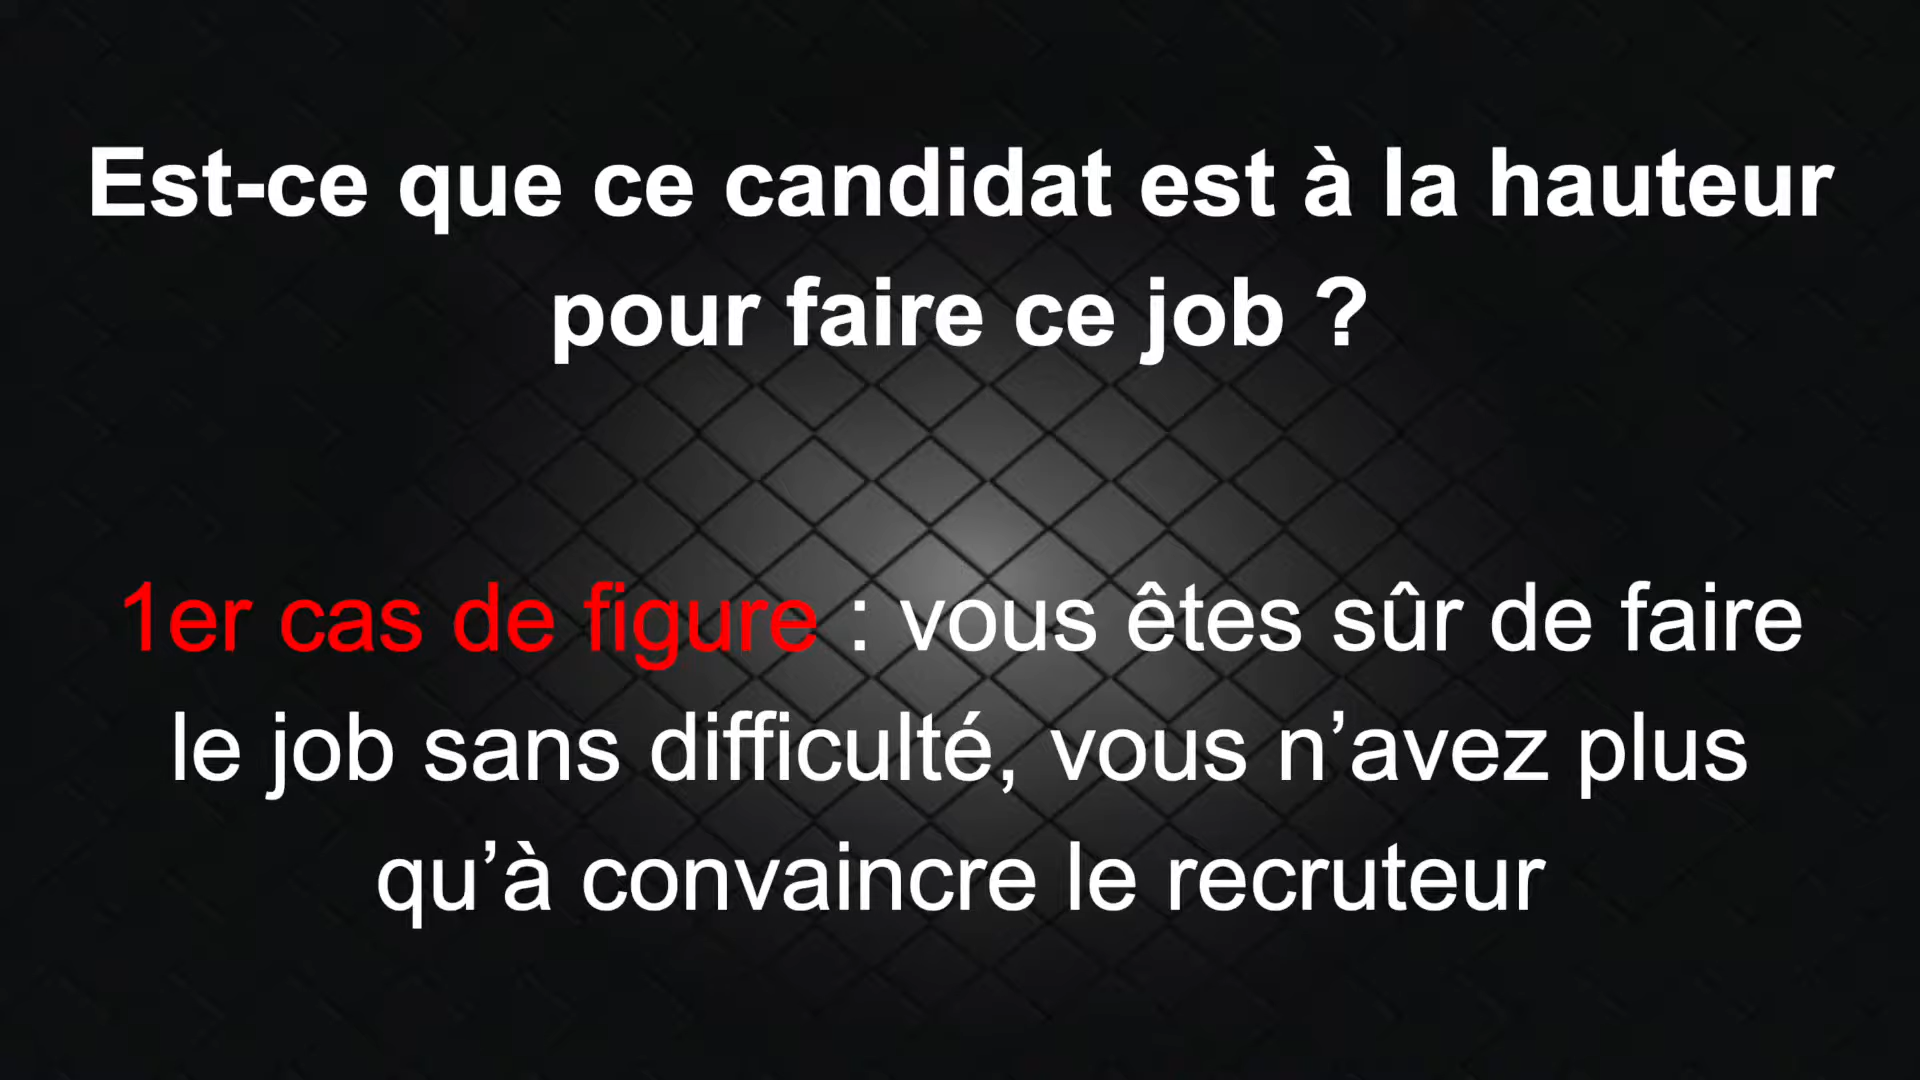 Est-ce que ce candidat est à la hauteur
pour faire ce job ?
1er cas de figure : vous êtes sûr de faire
le job sans difficulté, vous n’avez plus
qu’à convaincre le recruteur